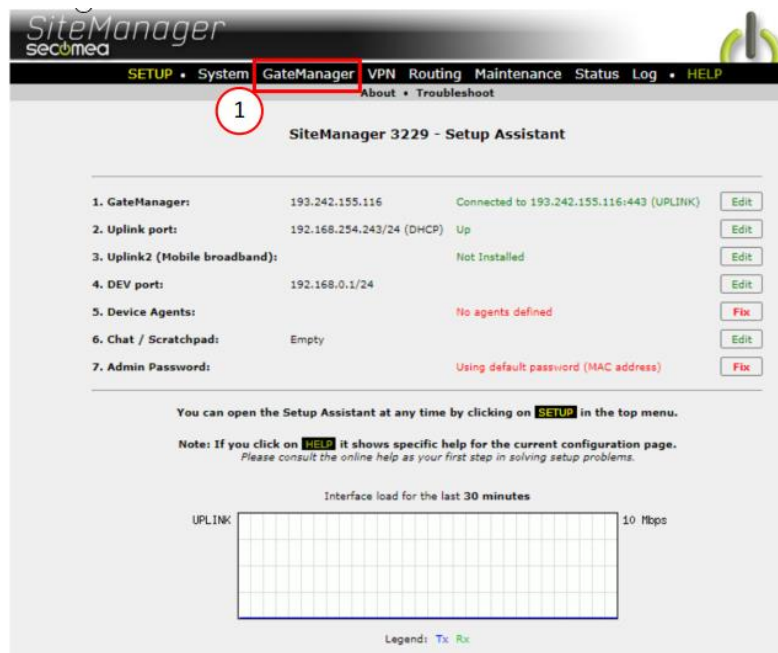 SiteManager
secomea
SETUP • System GateManager VPN Routing Maintenance Status Log • HELP
About • Troubleshoot
1
SiteManager 3229 - Setup Assistant
1. GateManager: 193.242.155.116 Connected to 193.242.155.116:443 (UPLINK) Edit
2. Uplink port: 192.168.254.243/24 (DHCP) Up Edit
3. Uplink2 (Mobile broadband): Not Installed Edit
4. DEV port: 192.168.0.1/24 Edit
5. Device Agents: No agents defined Fix
6. Chat / Scratchpad: Empty Edit
7. Admin Password: Using default password (MAC address) Fix
You can open the Setup Assistant at any time by clicking on SETUP in the top menu.
Note: If you click on HELP it shows specific help for the current configuration page.
Please consult the online help as your first step in solving setup problems.
Interface load for the last 30 minutes
UPLINK 10 Mbps
Legend: Tx Rx